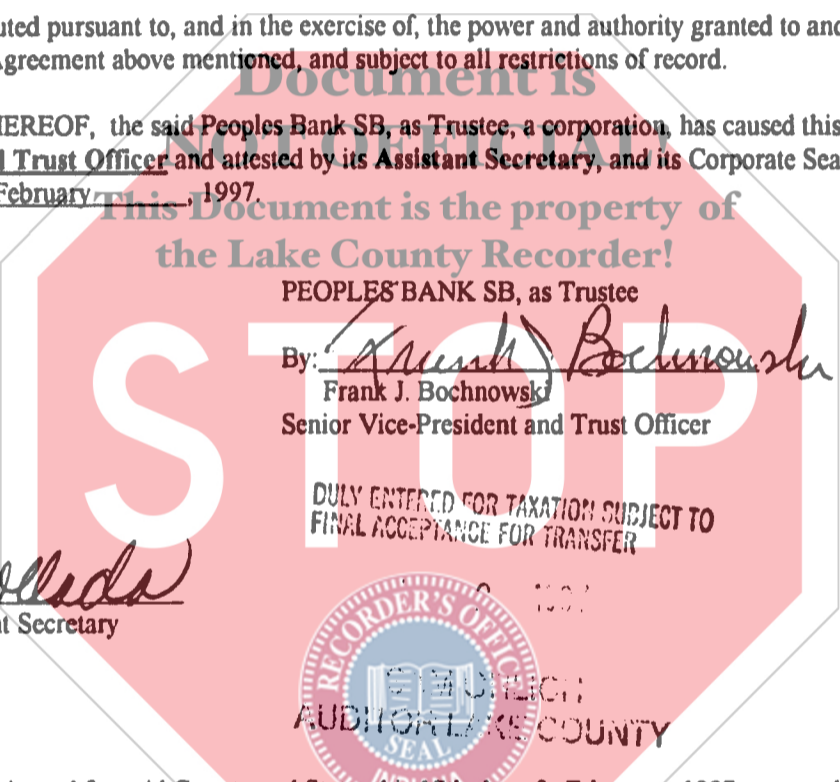 uted pursuant to, and in the exercise of, the power and authority granted to and
Agreement above mentioned, and subject to all restrictions of record.
Document is
NOT OFFICIAL!
HEREOF, the said Peoples Bank SB, as Trustee, a corporation, has caused this
Trust Officer and attested by its Assistant Secretary, and its Corporate Sea
February , 1997.
This Document is the property of
the Lake County Recorder!
PEOPLES BANK SB, as Trustee
By: Frank J Bochnowski
Frank J. Bochnowski
Senior Vice-President and Trust Officer
STOP
DULY ENTERED FOR TAXATION SUBJECT TO
FINAL ACCEPTANCE FOR TRANSFER
t Secretary
RECORDER'S OFFICE
AUDITOR LAKE COUNTY
SEAL